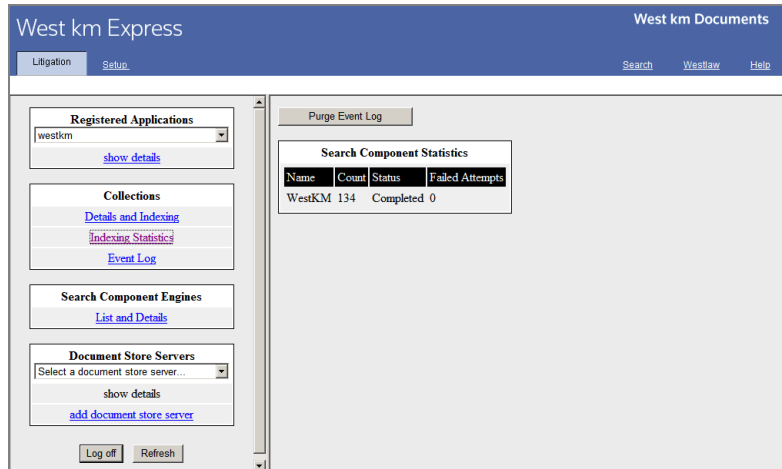 West km Express
West km Documents
Litigation
Setup
Search
Westlaw
Help
Registered Applications
westkm
show details
Collections
Details and Indexing
Indexing Statistics
Event Log
Search Component Engines
List and Details
Document Store Servers
Select a document store server...
show details
add document store server
Log off
Refresh
Purge Event Log
Search Component Statistics
Name Count Status Failed Attempts
WestKM 134 Completed 0